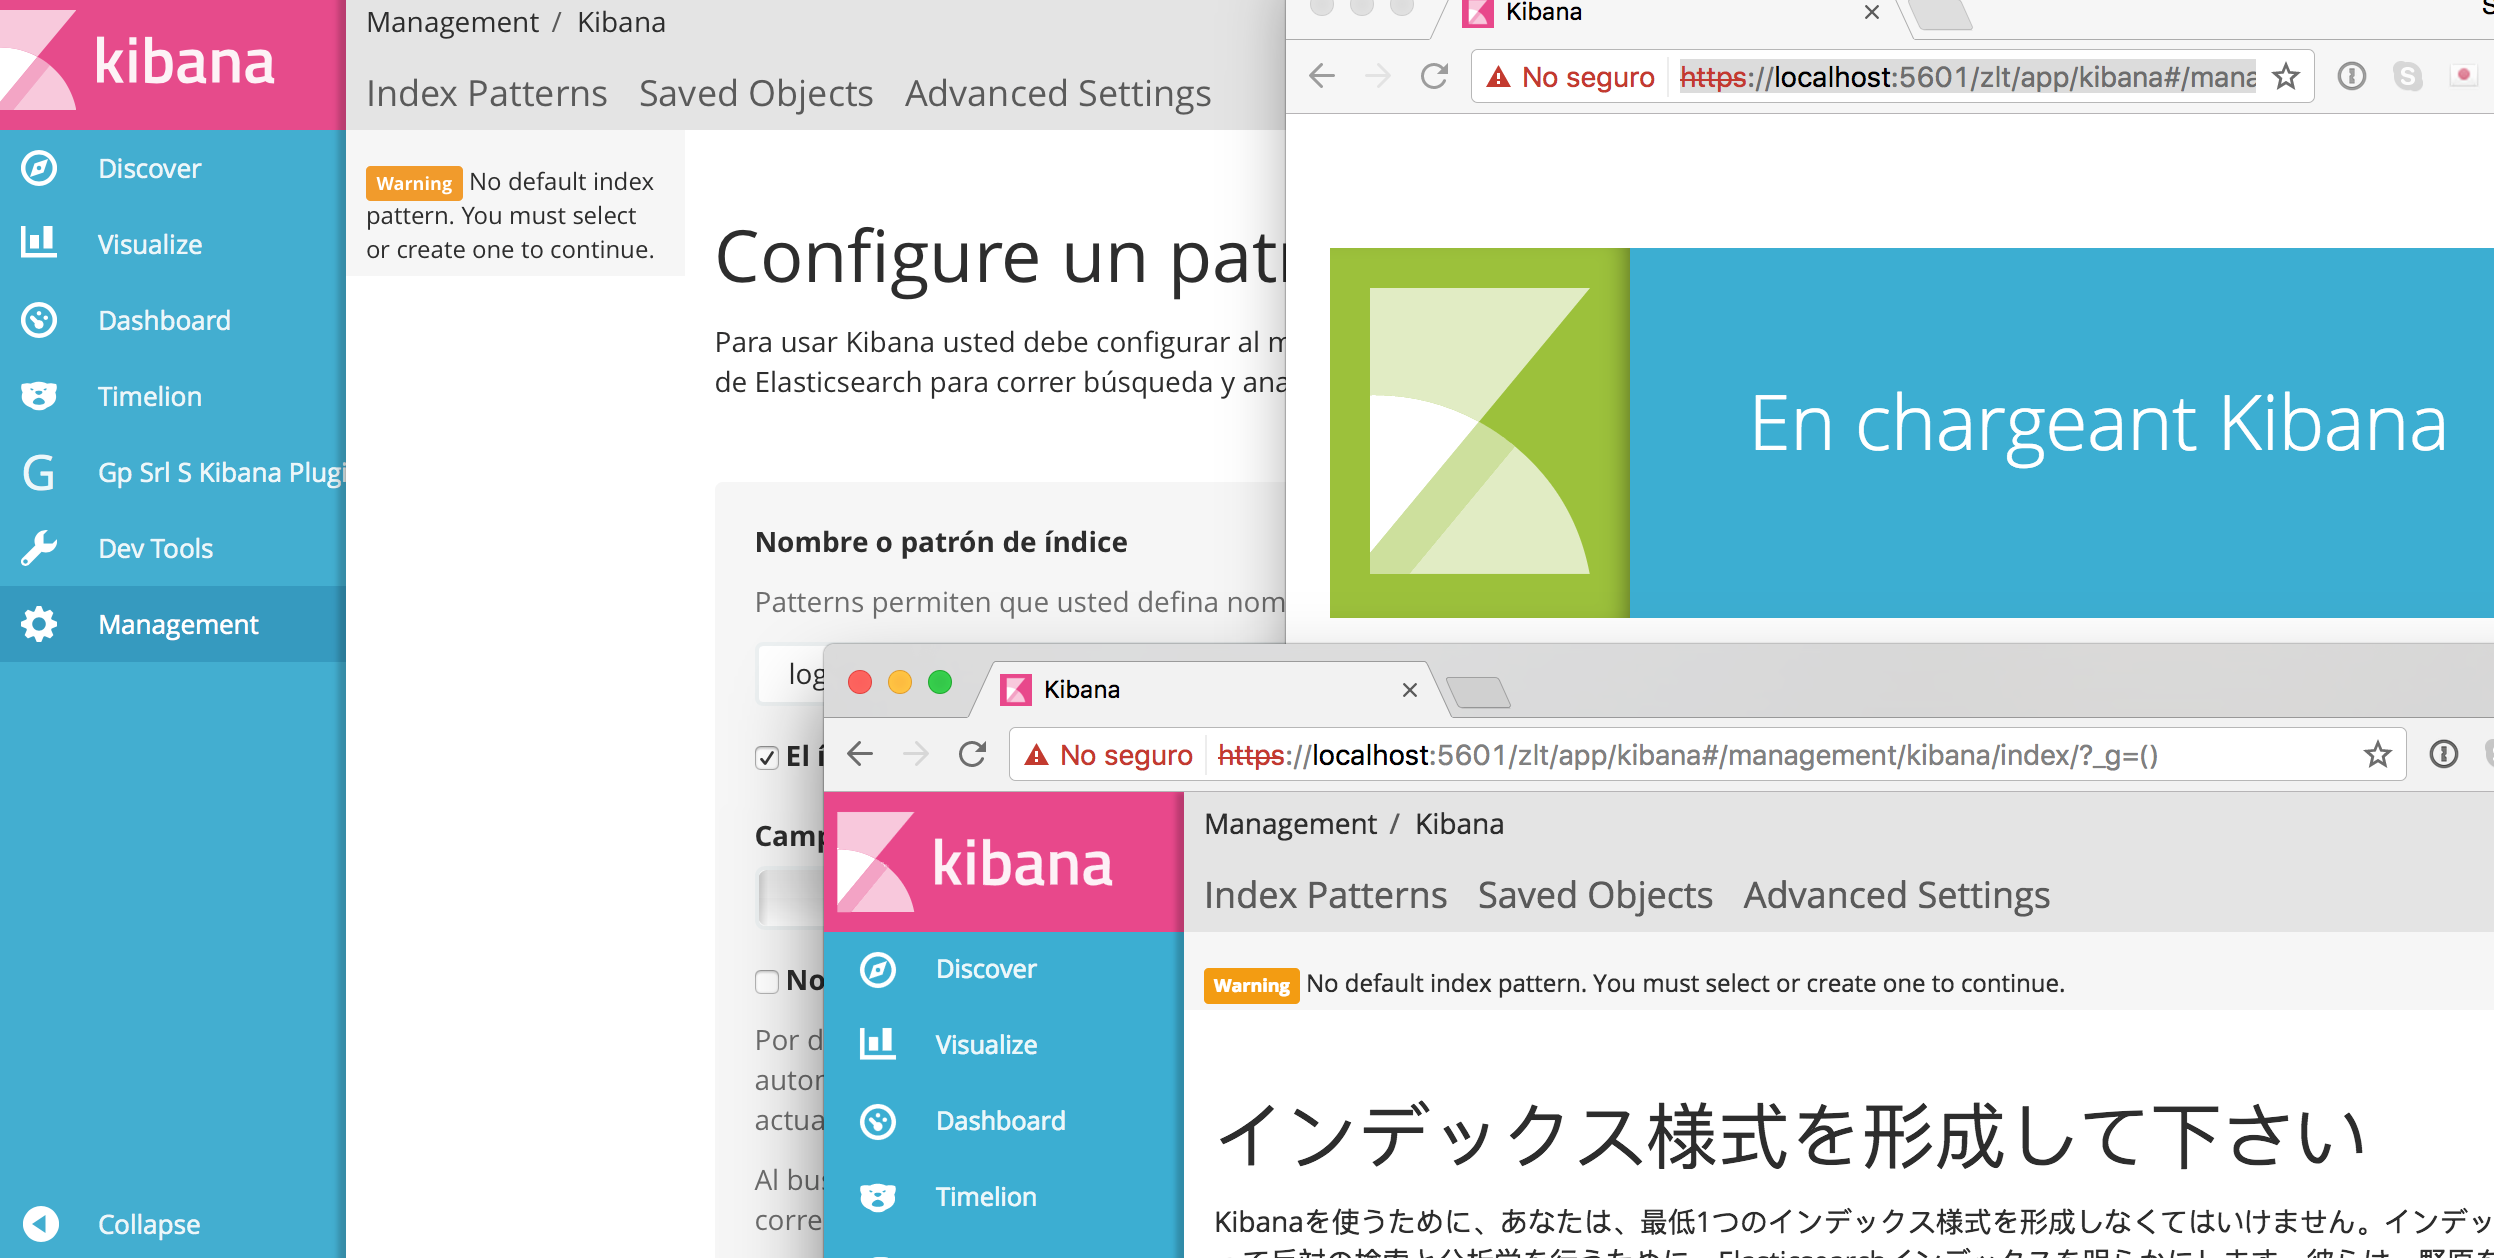 kibana
Discover
Visualize
Dashboard
Timelion
G Gp Srl S Kibana Plugi
Dev Tools
Management
Collapse
Management / Kibana
Index Patterns Saved Objects Advanced Settings
Warning No default index
pattern. You must select
or create one to continue.
Configure un patr
Para usar Kibana usted debe configurar al m
de Elasticsearch para correr búsqueda y ana
Nombre o patrón de índice
Patterns permiten que usted defina nom
log
El í
Camp
No
Por d
autor
actua
Al bus
corre
Kibana
No seguro https://localhost:5601/zlt/app/kibana#/mana
En chargeant Kibana
Kibana
No seguro https://localhost:5601/zlt/app/kibana#/management/kibana/index/?_g=()
kibana
Discover
Visualize
Dashboard
Timelion
Management / Kibana
Index Patterns Saved Objects Advanced Settings
Warning No default index pattern. You must select or create one to continue.
インデックス様式を形成して下さい
Kibanaを使うために、あなたは、最低1つのインデックス様式を形成しなくてはいけません。インデッ